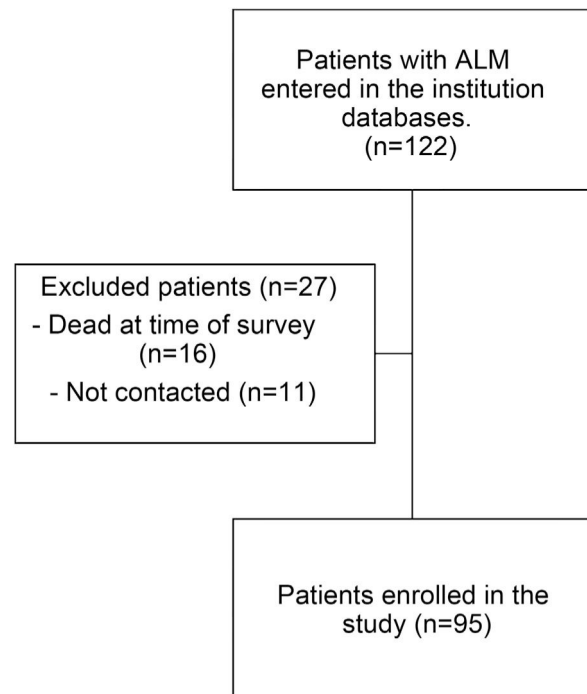 Patients with ALM
entered in the institution
databases.
(n=122)
Excluded patients (n=27)
- Dead at time of survey
(n=16)
- Not contacted (n=11)
Patients enrolled in the
study (n=95)